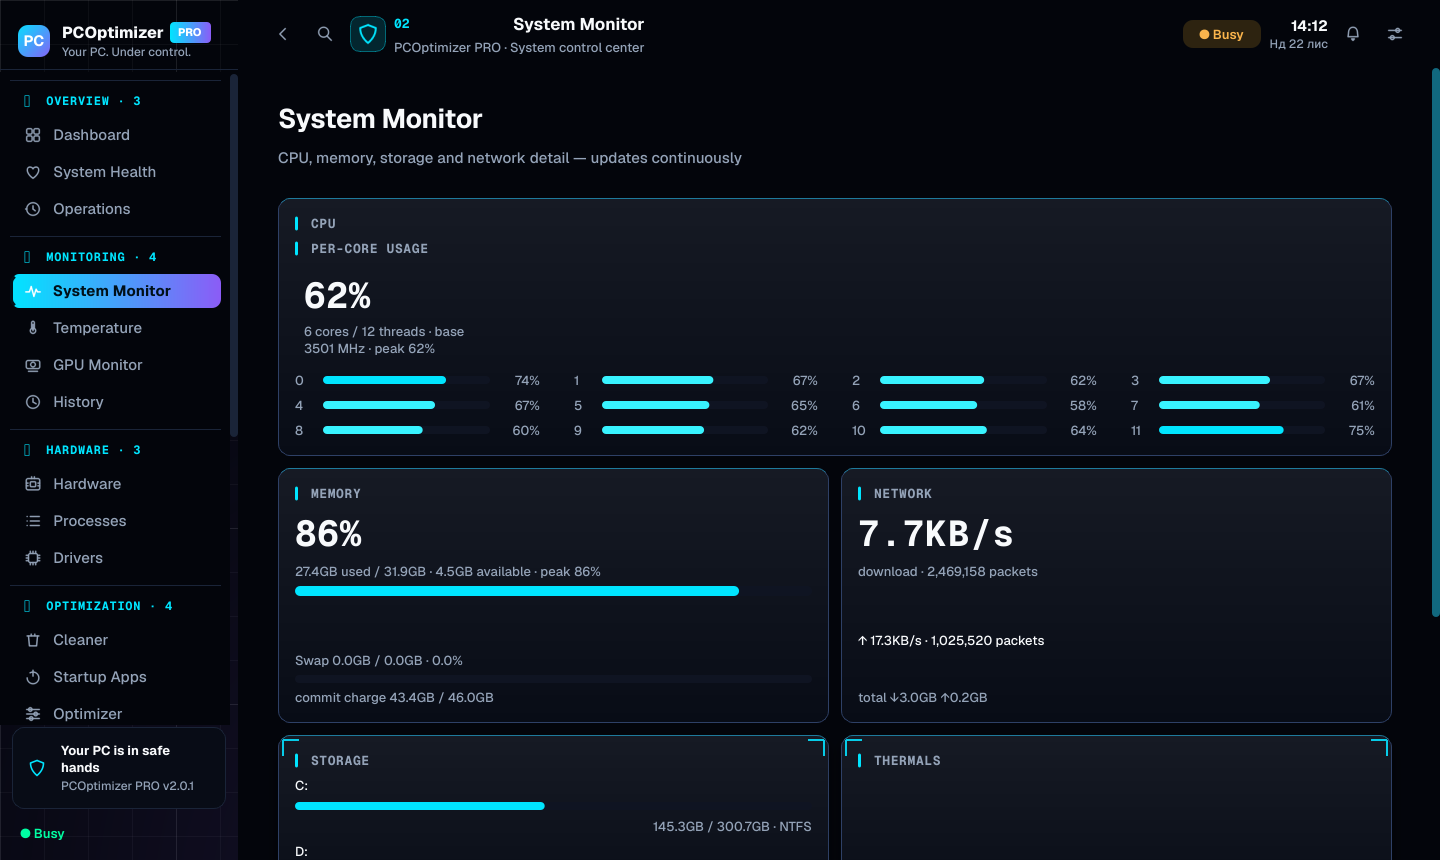 PC
PCOptimizer PRO
Your PC. Under control.
OVERVIEW · 3
Dashboard
System Health
Operations
MONITORING · 4
System Monitor
Temperature
GPU Monitor
History
HARDWARE · 3
Hardware
Processes
Drivers
OPTIMIZATION · 4
Cleaner
Startup Apps
Optimizer
Your PC is in safe
hands
PCOptimizer PRO v2.0.1
Busy
02
System Monitor
PCOptimizer PRO · System control center
Busy
14:12
Нд 22 лис
System Monitor
CPU, memory, storage and network detail — updates continuously
CPU
PER-CORE USAGE
62%
6 cores / 12 threads · base
3501 MHz · peak 62%
0 74% 1 67% 2 62% 3 67%
4 67% 5 65% 6 58% 7 61%
8 60% 9 62% 10 64% 11 75%
MEMORY
86%
27.4GB used / 31.9GB · 4.5GB available · peak 86%
Swap 0.0GB / 0.0GB · 0.0%
commit charge 43.4GB / 46.0GB
NETWORK
7.7KB/s
download · 2,469,158 packets
↑ 17.3KB/s · 1,025,520 packets
total ↓3.0GB ↑0.2GB
STORAGE
C:
145.3GB / 300.7GB · NTFS
D:
THERMALS